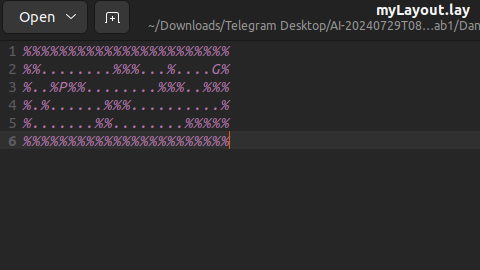 Open
myLayout.lay
~/Downloads/Telegram Desktop/AI-20240729T08…ab1/Dan
1 %%%%%%%%%%%%%%%%%%%%%%%
2 %%........%%%...%....G%
3 %..%P%%........%%%..%%%
4 %.%......%%%..........%
5 %.......%%........%%%%%
6 %%%%%%%%%%%%%%%%%%%%%%%